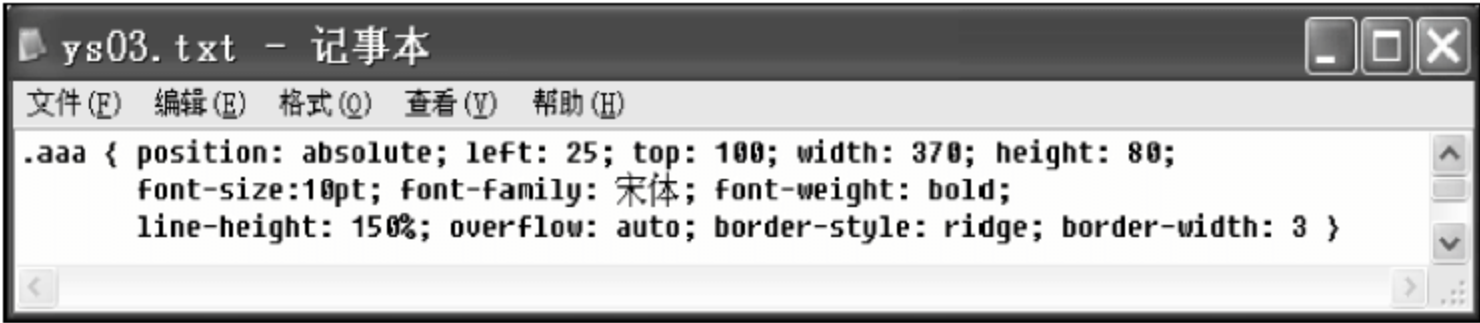 ys03.txt - 记事本
文件(F) 编辑(E) 格式(O) 查看(V) 帮助(H)
.aaa { position: absolute; left: 25; top: 100; width: 370; height: 80;
font-size:10pt; font-family: 宋体; font-weight: bold;
line-height: 150%; overflow: auto; border-style: ridge; border-width: 3 }